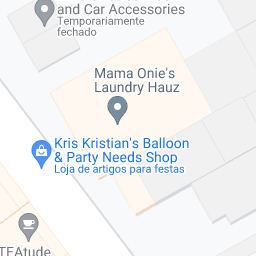 and Car Accessories
Temporariamente
fechado
Mama Onie's
Laundry Hauz
Kris Kristian's Balloon
& Party Needs Shop
Loja de artigos para festas
TEAtude